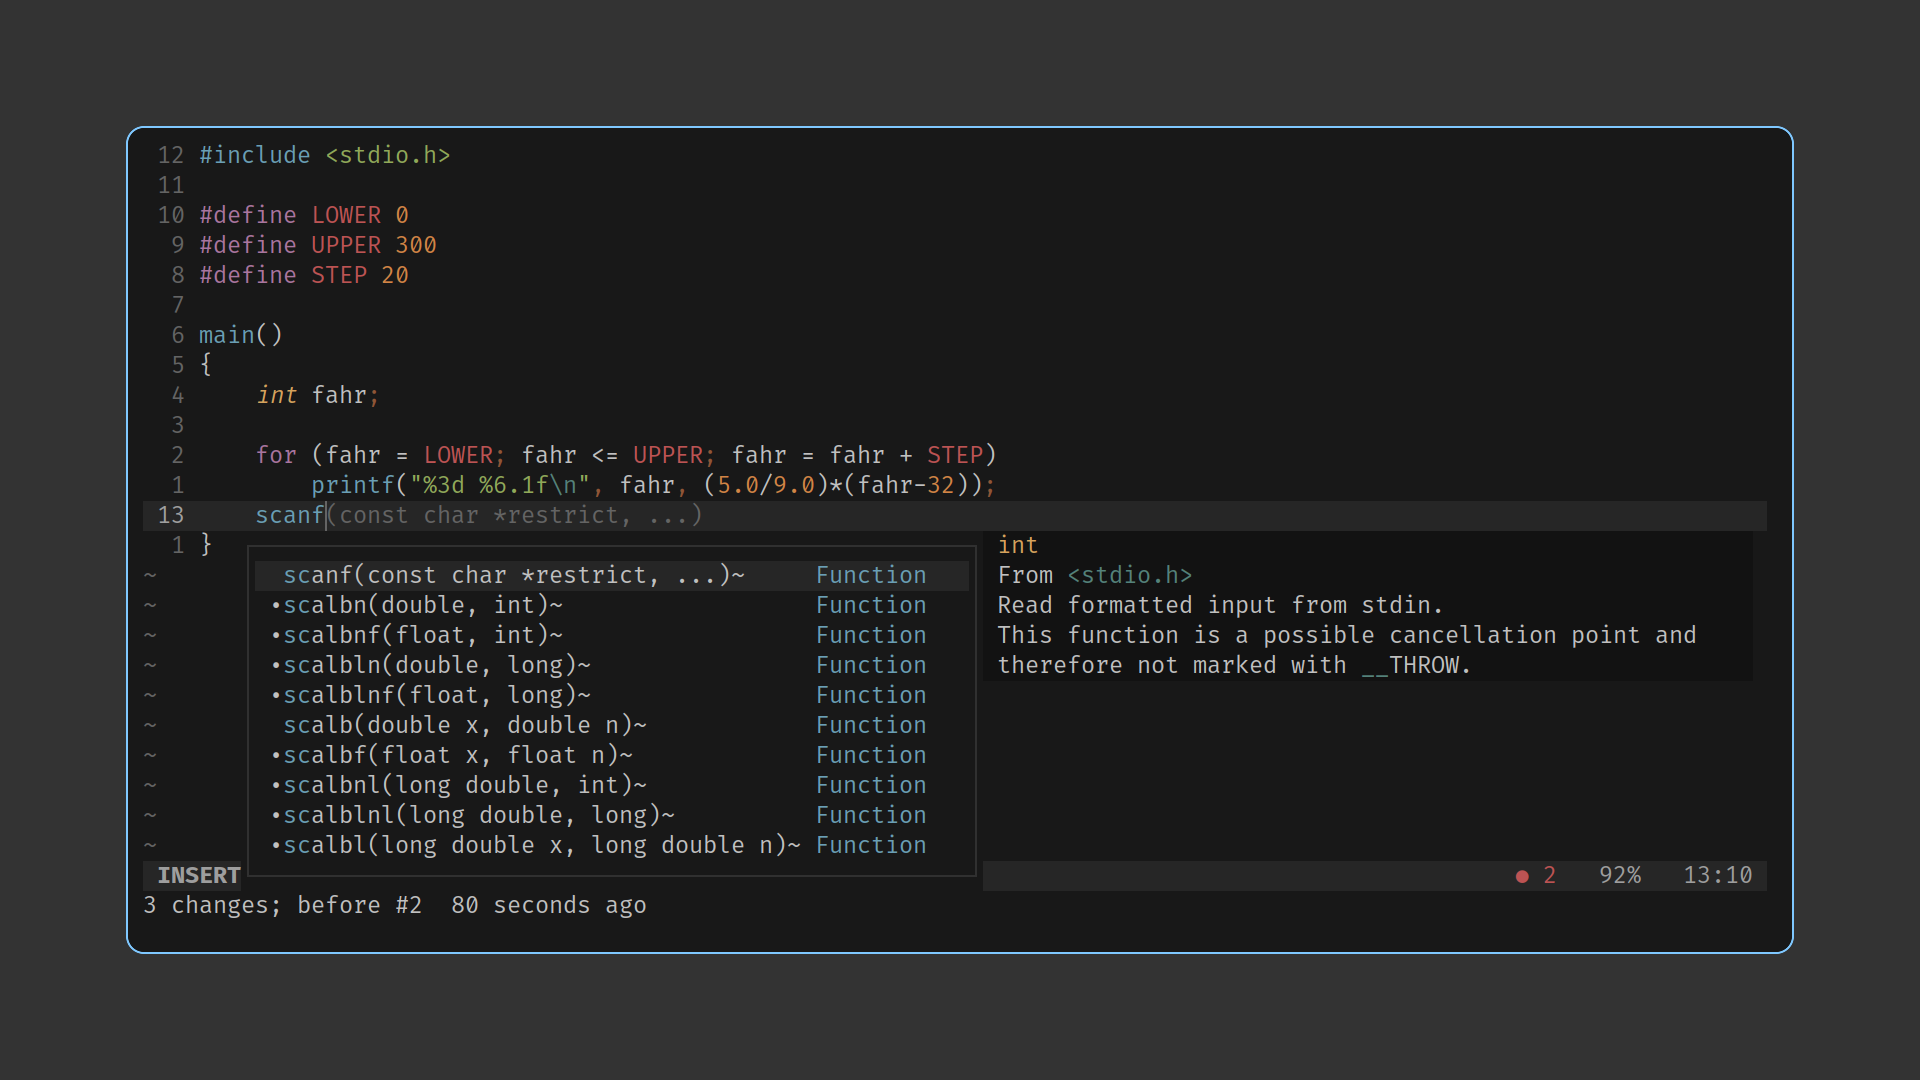 12 #include <stdio.h>
11
10 #define LOWER 0
9 #define UPPER 300
8 #define STEP 20
7
6 main()
5 {
4     int fahr;
3
2     for (fahr = LOWER; fahr <= UPPER; fahr = fahr + STEP)
1         printf("%3d %6.1f\n", fahr, (5.0/9.0)*(fahr-32));
13     scanf(const char *restrict, ...)
1 }
~ scanf(const char *restrict, ...)~ Function
~ •scalbn(double, int)~ Function
~ •scalbnf(float, int)~ Function
~ •scalbln(double, long)~ Function
~ •scalblnf(float, long)~ Function
~ scalb(double x, double n)~ Function
~ •scalbf(float x, float n)~ Function
~ •scalbnl(long double, int)~ Function
~ •scalblnl(long double, long)~ Function
~ •scalbl(long double x, long double n)~ Function
int
From <stdio.h>
Read formatted input from stdin.
This function is a possible cancellation point and
therefore not marked with __THROW.
INSERT ● 2 92% 13:10
3 changes; before #2  80 seconds ago